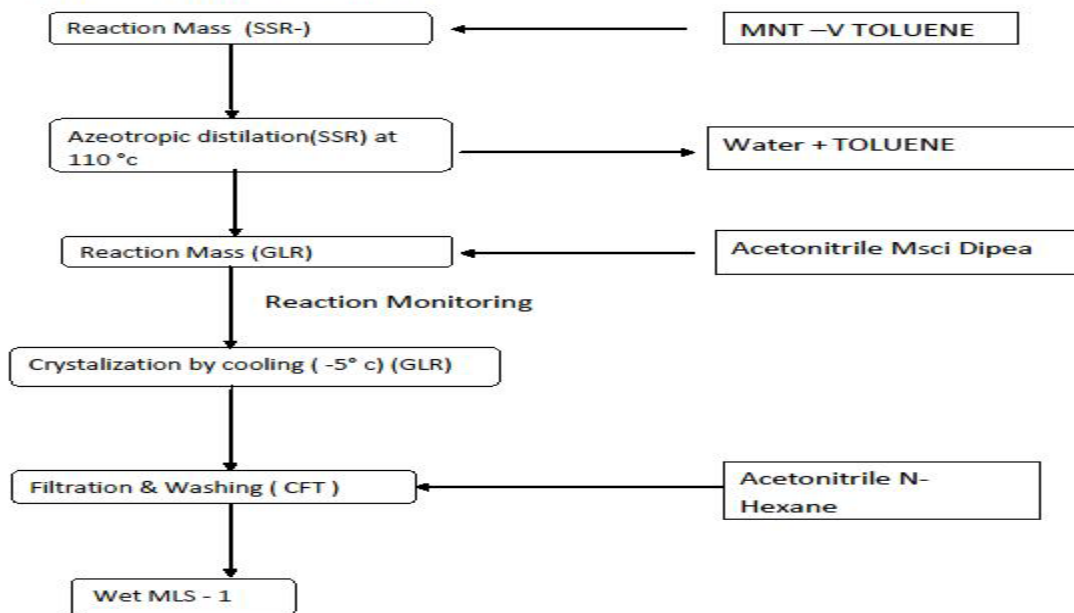 Reaction Mass (SSR-)
MNT –V TOLUENE
Azeotropic distilation(SSR) at
110 °c
Water + TOLUENE
Reaction Mass (GLR)
Acetonitrile Msci Dipea
Reaction Monitoring
Crystalization by cooling ( -5° c) (GLR)
Filtration & Washing ( CFT )
Acetonitrile N-
Hexane
Wet MLS - 1